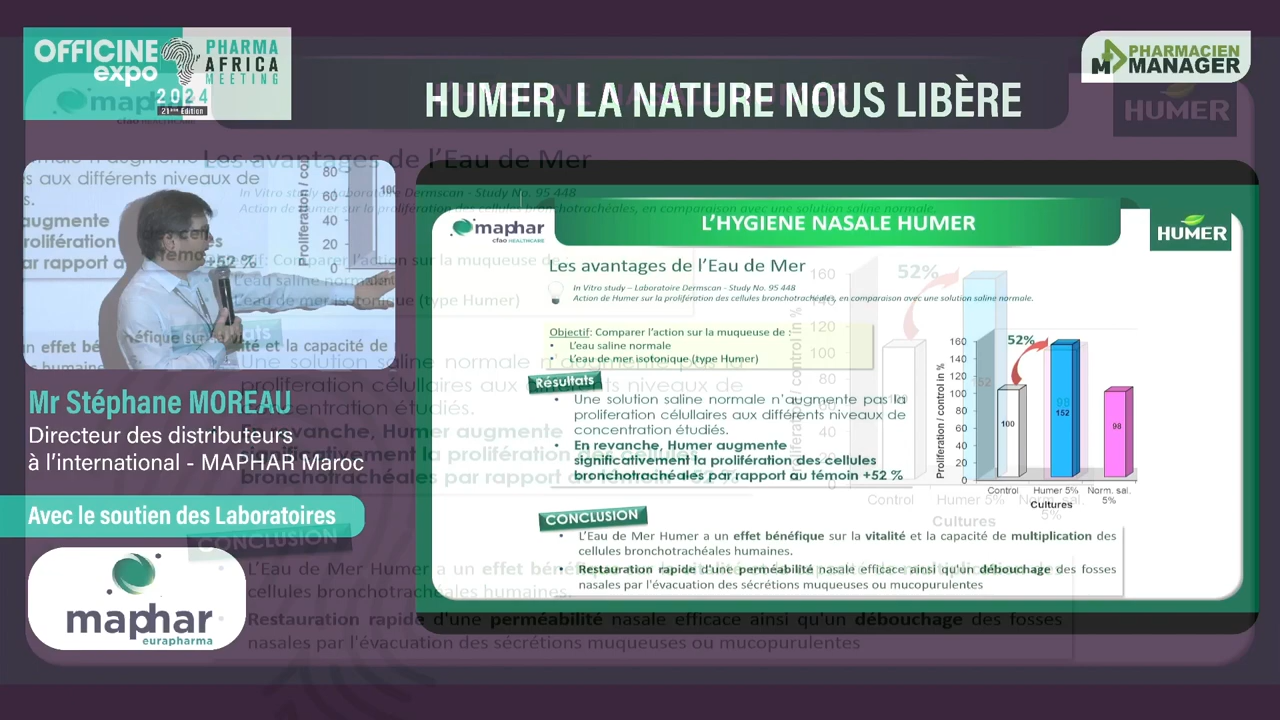 OFFICINE
expo
PHARMA
AFRICA
MEETING
2024
21ème Édition
PHARMACIEN
MANAGER
HUMER, LA NATURE NOUS LIBÈRE
Mr Stéphane MOREAU
Directeur des distributeurs
à l'international - MAPHAR Maroc
Avec le soutien des Laboratoires
maphar
eurapharma
maphar
cfao HEALTHCARE
L'HYGIENE NASALE HUMER
HUMER
Les avantages de l'Eau de Mer
In Vitro study – Laboratoire Dermscan - Study No. 95 448
Action de Humer sur la prolifération des cellules bronchotrachéales, en comparaison avec une solution saline normale.
Objectif: Comparer l'action sur la muqueuse de :
• L'eau saline normale
• L'eau de mer isotonique (type Humer)
Résultats
• Une solution saline normale n'augmente pas la
prolifération célullaires aux différents niveaux de
concentration étudiés.
• En revanche, Humer augmente
significativement la prolifération des cellules
bronchotrachéales par rapport au témoin +52 %
Proliferation / control in %
160
140
120
100
80
60
40
20
0
52%
100
152
98
Control
Humer 5%
Norm. sal.
5%
Cultures
CONCLUSION
• L'Eau de Mer Humer a un effet bénéfique sur la vitalité et la capacité de multiplication des
cellules bronchotrachéales humaines.
• Restauration rapide d'une perméabilité nasale efficace ainsi qu'un débouchage des fosses
nasales par l'évacuation des sécrétions muqueuses ou mucopurulentes